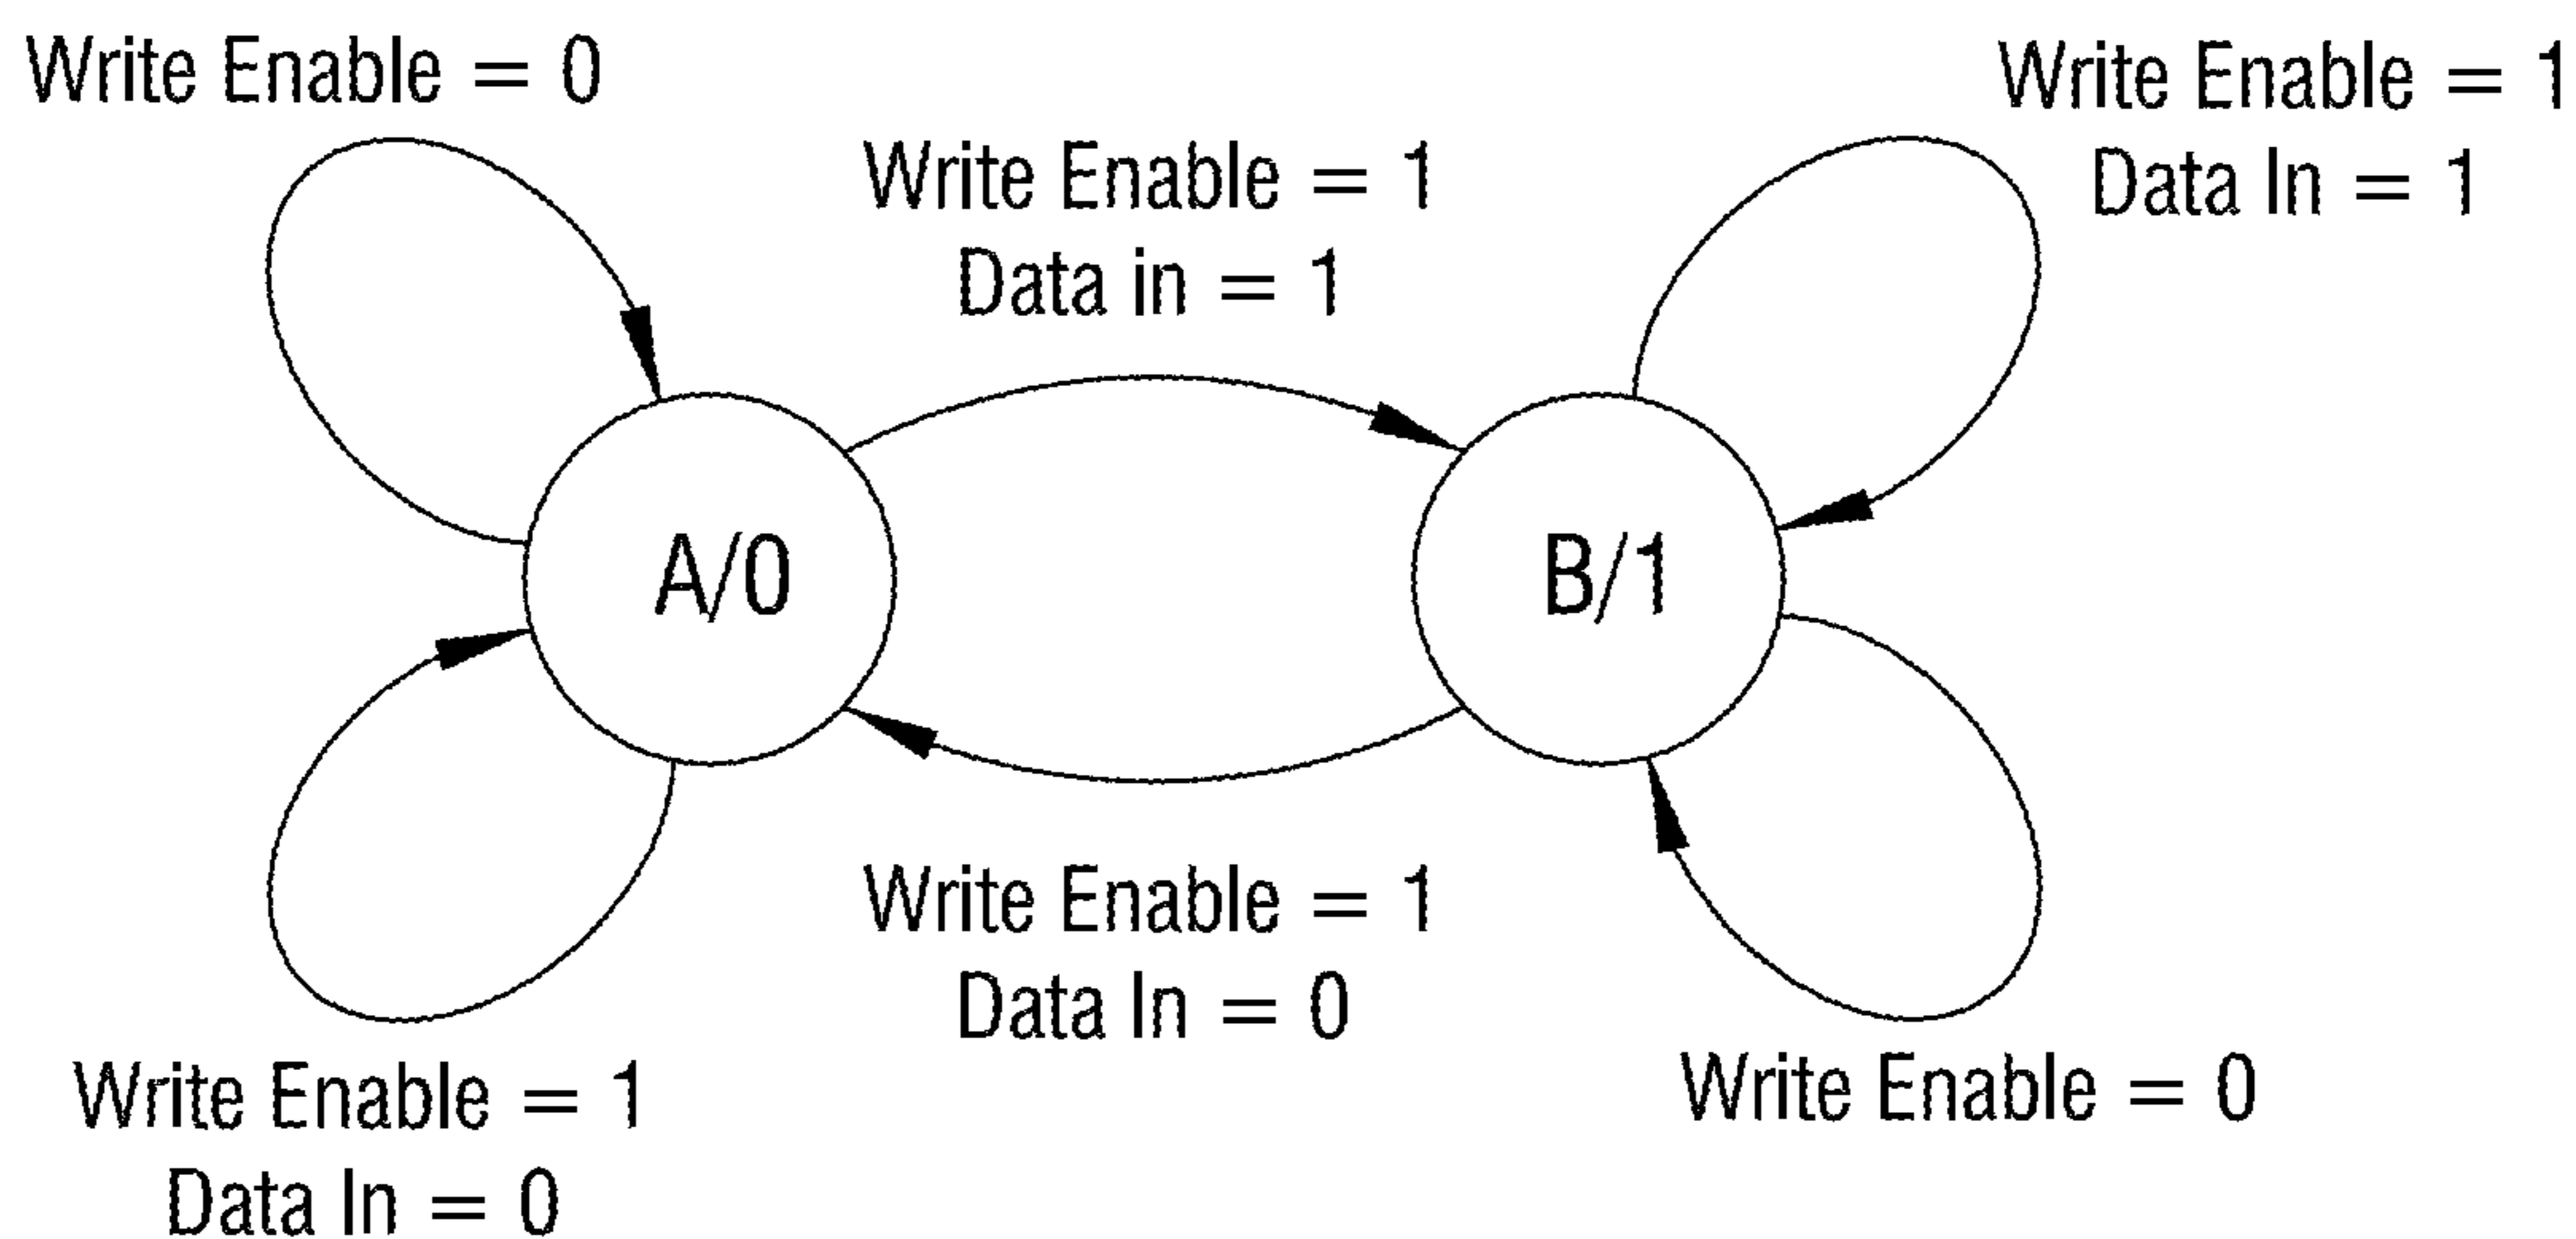 Write Enable = 0
Write Enable = 1
Data In = 1
Write Enable = 1
Data in = 1
A/0
B/1
Write Enable = 1
Data In = 0
Write Enable = 1
Data In = 0
Write Enable = 0